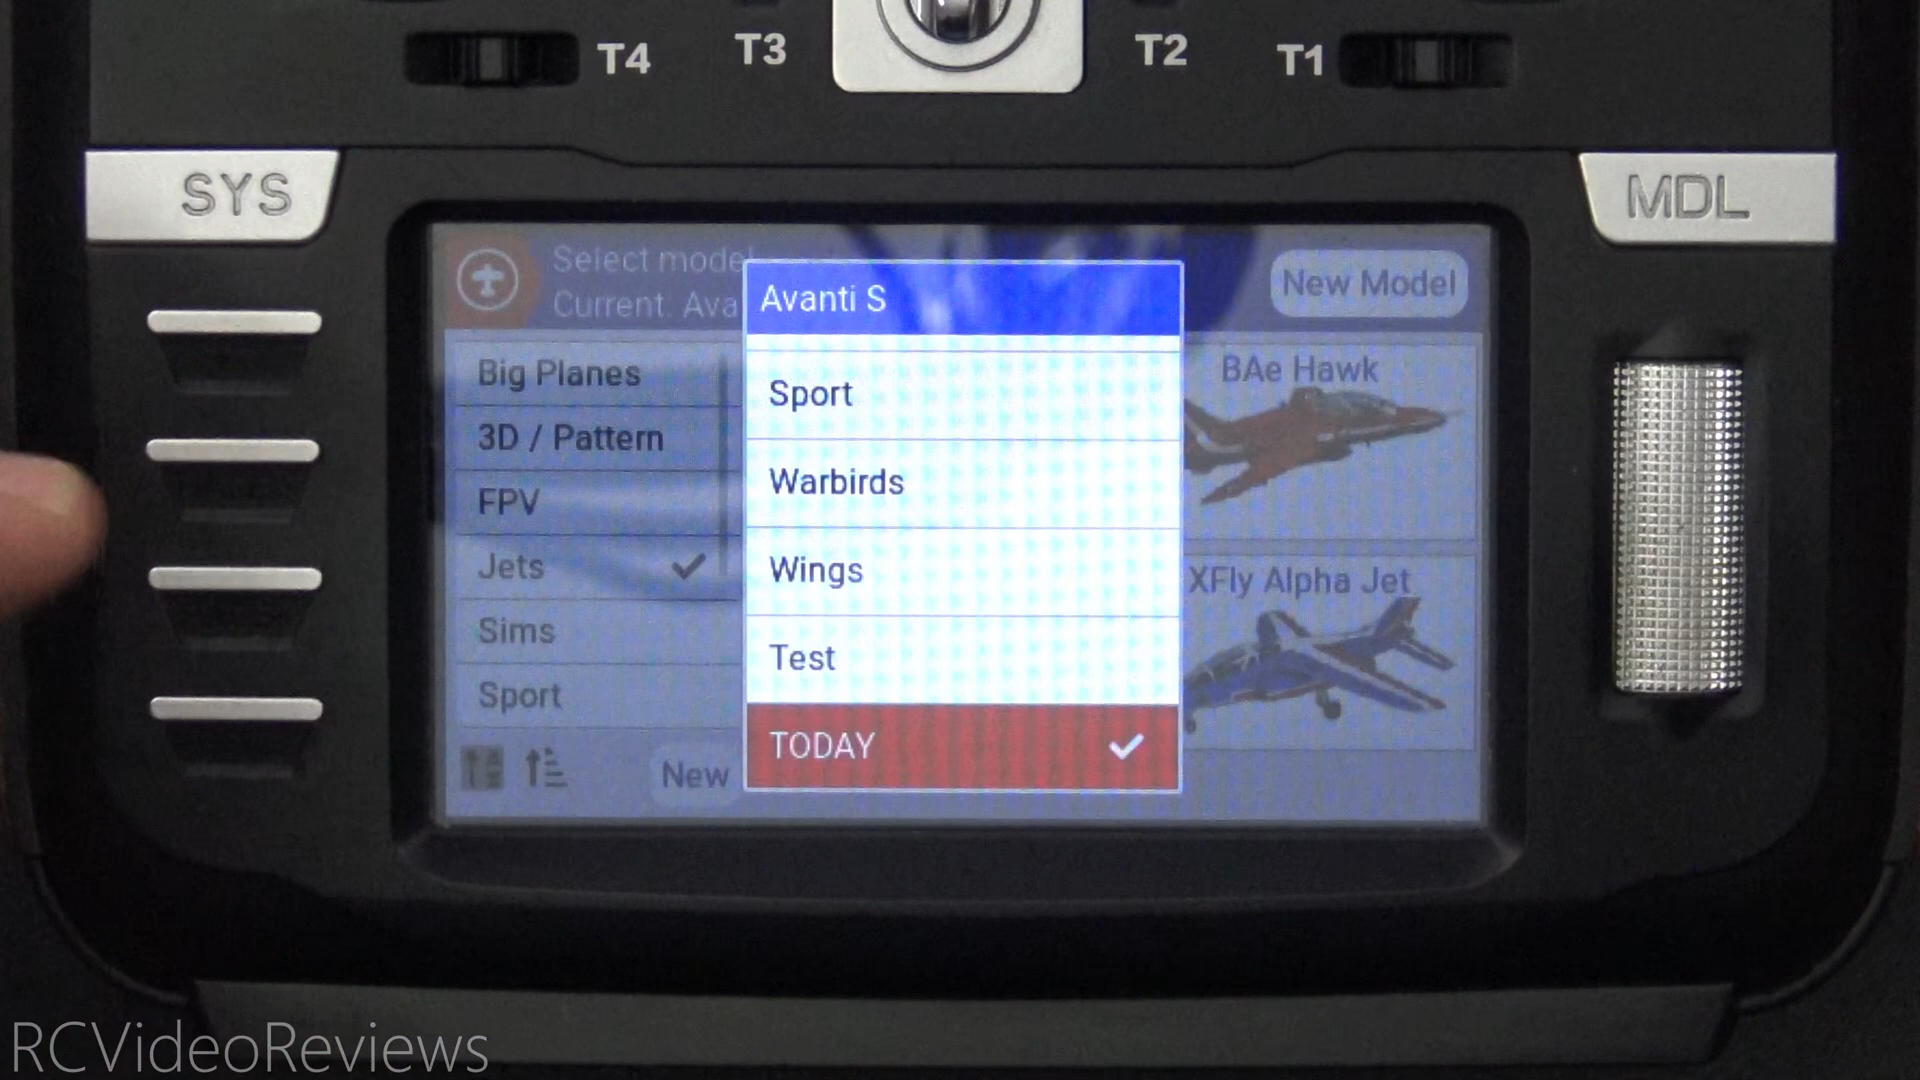 T4
T3
T2
T1
SYS
MDL
Select model
Current. Ava
New Model
Avanti S
Big Planes
3D / Pattern
FPV
Jets
Sims
Sport
New
Sport
Warbirds
Wings
Test
TODAY
BAe Hawk
XFly Alpha Jet
RCVideoReviews